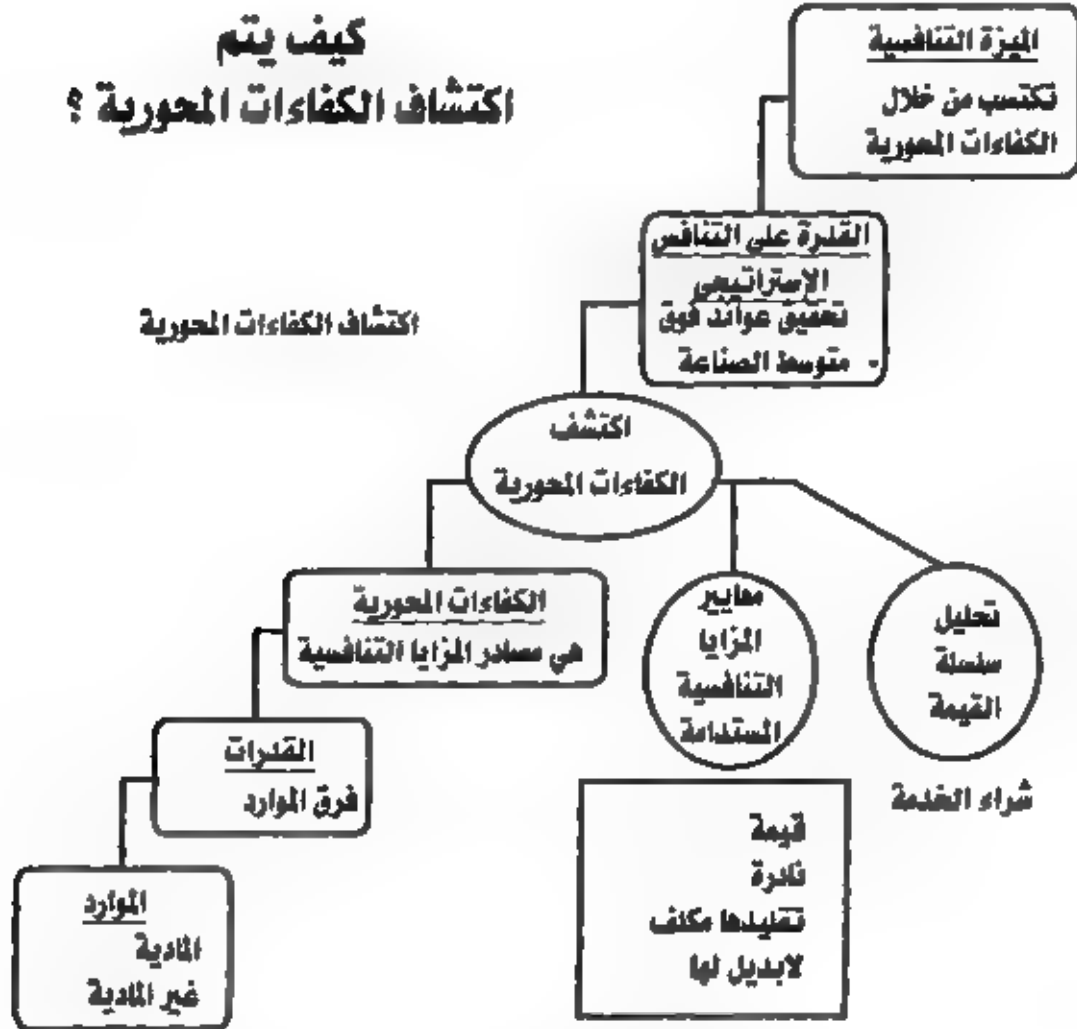 كيف يتم
اكتشاف الكفاءات المحورية ؟
الميزة التنافسية
تكتسب من خلال
الكفاءات المحورية
القدرة على التنافس
الإستراتيجى
تحقيق عوائد فوق
متوسط الصناعة
اكتشاف الكفاءات المحورية
اكتشف
الكفاءات المحورية
الكفاءات المحورية
هي مصادر المزايا التنافسية
معايير
المزايا
التنافسية
المستدامة
تحليل
سلسلة
القيمة
شراء الخدمة
القدرات
فرق الموارد
قيمة
نادرة
تقليدها مكلف
لابديل لها
الموارد
المادية
غير المادية